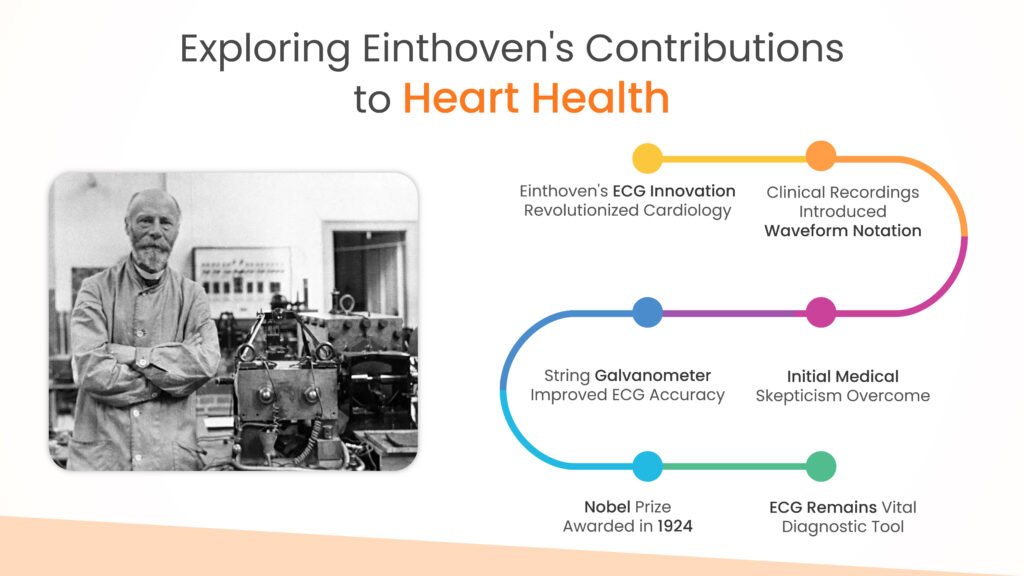 Exploring Einthoven's Contributions
to Heart Health
Einthoven's ECG Innovation
Revolutionized Cardiology
Clinical Recordings
Introduced
Waveform Notation
String Galvanometer
Improved ECG Accuracy
Initial Medical
Skepticism Overcome
Nobel Prize
Awarded in 1924
ECG Remains Vital
Diagnostic Tool